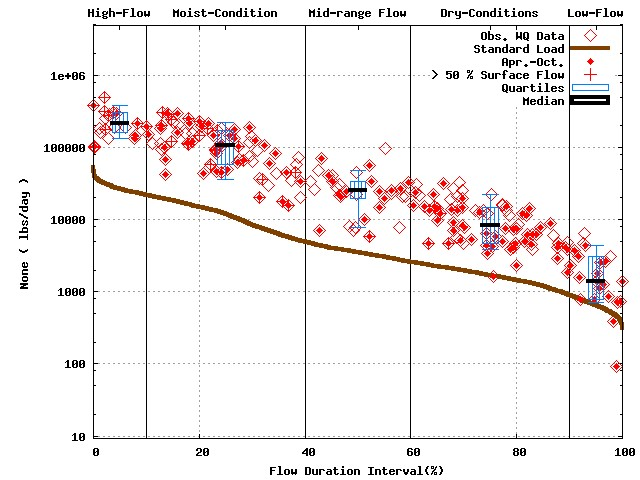 High-Flow Moist-Condition Mid-range Flow Dry-Conditions Low-Flow
Obs. WQ Data
Standard Load
Apr.-Oct.
> 50 % Surface Flow
Quartiles
Median
1e+06
100000
10000
1000
100
10
None ( lbs/day )
0 20 40 60 80 100
Flow Duration Interval(%)